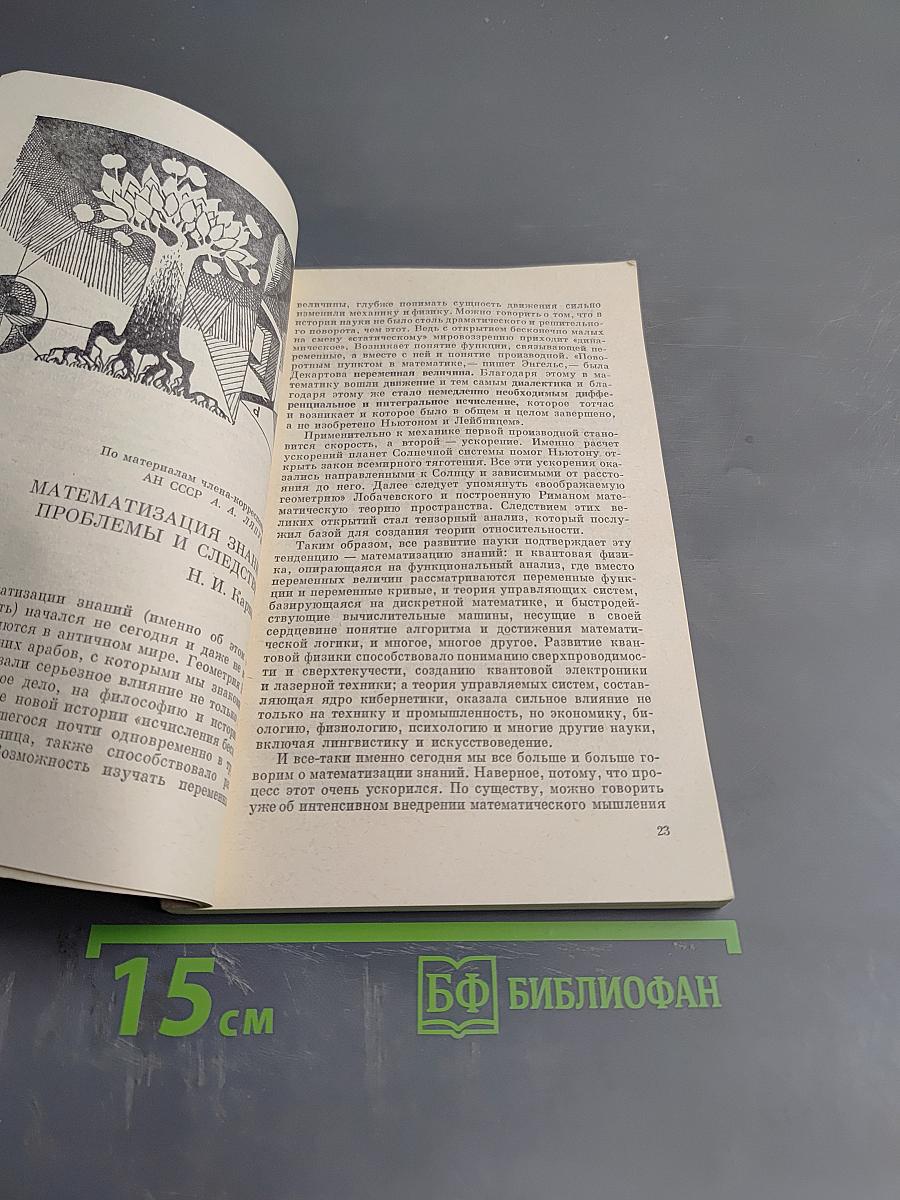 По материалам члена-корреспон
АН СССР А. А. Ляпу
МАТЕМАТИЗАЦИЯ ЗНАН
ПРОБЛЕМЫ И СЛЕДСТ
Н. И. Кар
атизации знаний (именно об этом
ть) начался не сегодня и даже не
ются в античном мире. Геометрия
них арабов, с которыми мы знаком
зали серьезное влияние не только
ое дело, на философию и истори
е новой истории «исчисления беск
шегося почти одновременно в тр
ница, также способствовало ра
Возможность изучать переменн
величины, глубже понимать сущность движения сильно
изменили механику и физику. Можно говорить о том, что в
истории науки не было столь драматического и решительно-
го поворота, чем этот. Ведь с открытием бесконечно малых
на смену «статическому» мировоззрению приходит «дина-
мическое». Возникает понятие функции, связывающей пе-
ременные, а вместе с ней и понятие производной. «Пово-
ротным пунктом в математике,— пишет Энгельс,— была
Декартова переменная величина. Благодаря этому в ма-
тематику вошли движение и тем самым диалектика и бла-
годаря этому же стало немедленно необходимым диффе-
ренциальное и интегральное исчисление, которое тотчас
и возникает и которое было в общем и целом завершено,
а не изобретено Ньютоном и Лейбницем».
Применительно к механике первой производной стано-
вится скорость, а второй — ускорение. Именно расчет
ускорений планет Солнечной системы помог Ньютону от-
крыть закон всемирного тяготения. Все эти ускорения ока-
зались направленными к Солнцу и зависимыми от рассто-
яния до него. Далее следует упомянуть «воображаемую
геометрию» Лобачевского и построенную Риманом мате-
матическую теорию пространства. Следствием этих ве-
ликих открытий стал тензорный анализ, который послу-
жил базой для создания теории относительности.
Таким образом, все развитие науки подтверждает эту
тенденцию — математизацию знаний: и квантовая физи-
ка, опирающаяся на функциональный анализ, где вместо
переменных величин рассматриваются переменные функ-
ции и переменные кривые, и теория управляющих систем,
базирующаяся на дискретной математике, и быстродей-
ствующие вычислительные машины, несущие в своей
сердцевине понятие алгоритма и достижения математи-
ческой логики, и многое, многое другое. Развитие кван-
товой физики способствовало пониманию сверхпроводимос-
ти и сверхтекучести, созданию квантовой электроники
и лазерной техники; а теория управляемых систем, состав-
ляющая ядро кибернетики, оказала сильное влияние не
только на технику и промышленность, но экономику, би-
ологию, физиологию, психологию и многие другие науки,
включая лингвистику и искусствоведение.
И все-таки именно сегодня мы все больше и больше го-
ворим о математизации знаний. Наверное, потому, что про-
цесс этот очень ускорился. По существу, можно говорить
уже об интенсивном внедрении математического мышления
23
15 см
БФ БИБЛИОФАН